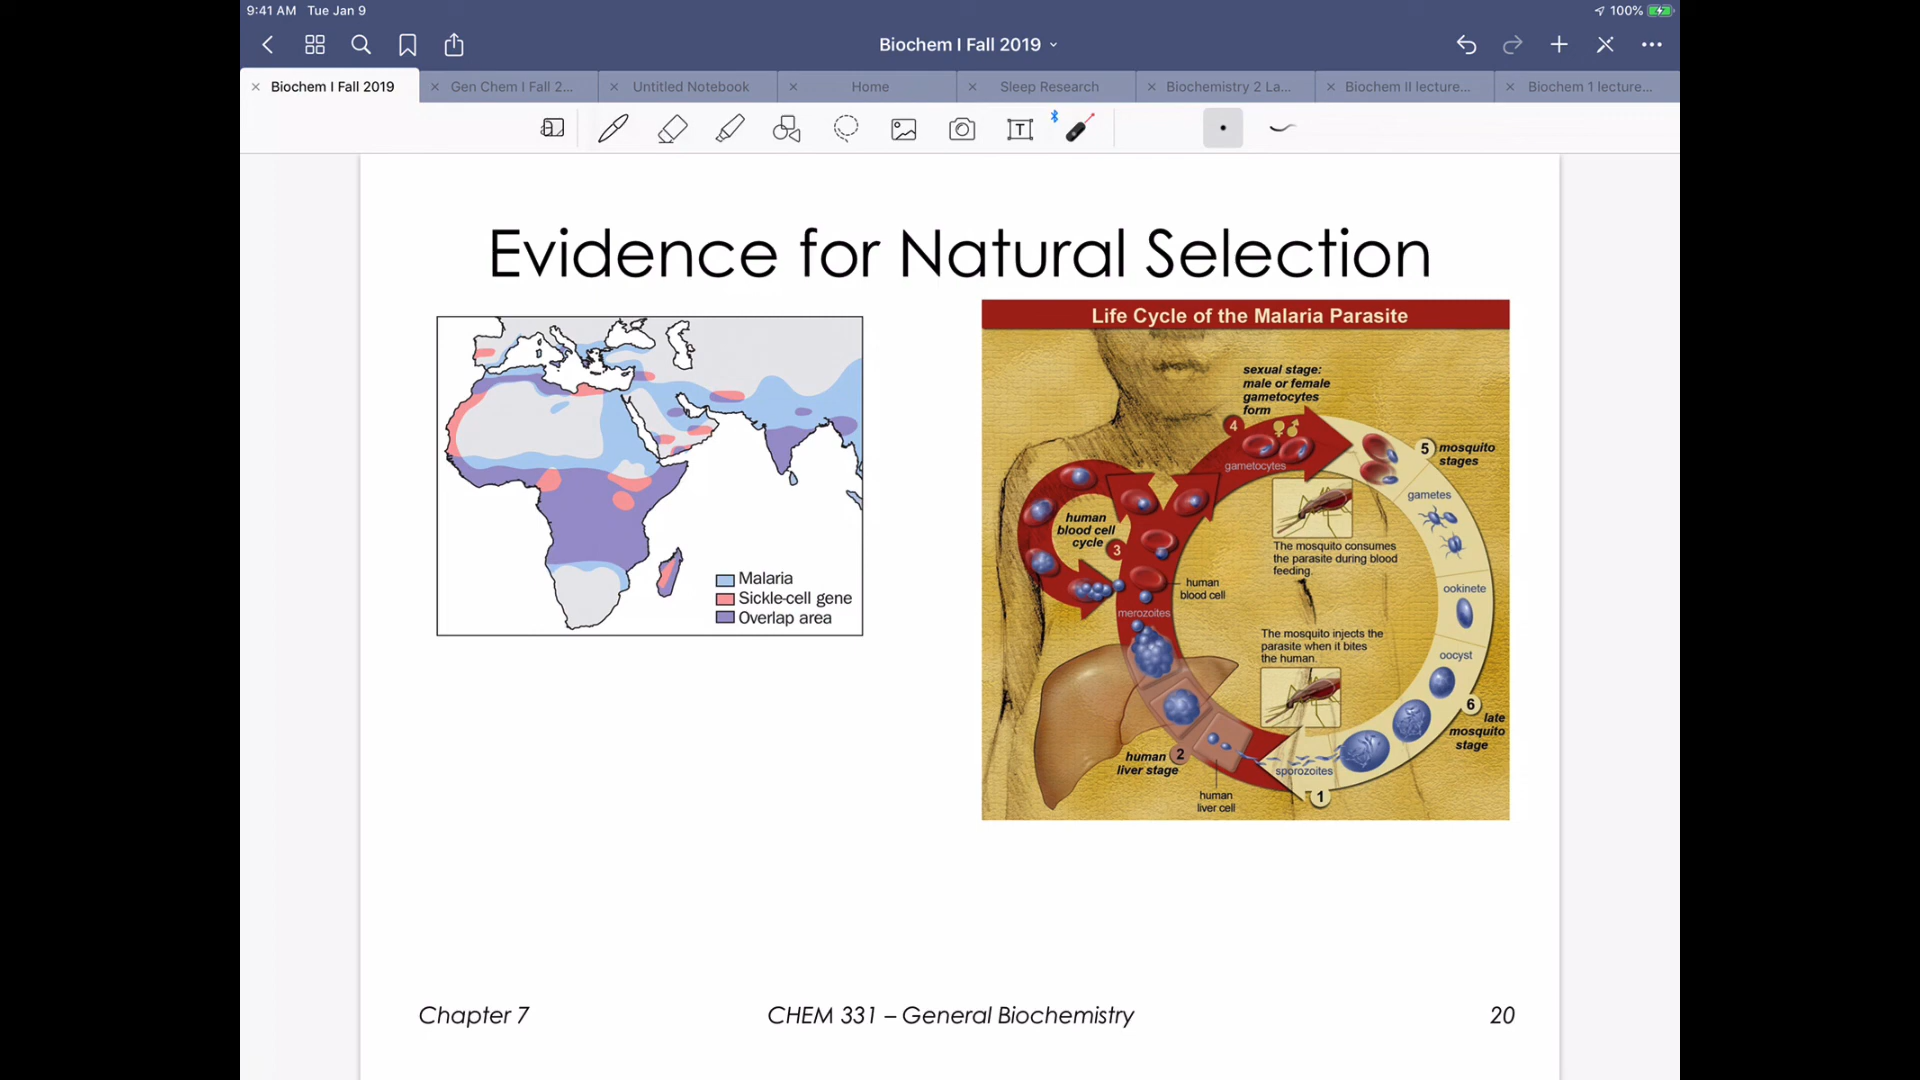 9:41 AM Tue Jan 9
100%
Biochem I Fall 2019
Biochem I Fall 2019
Gen Chem I Fall 2...
Untitled Notebook
Home
Sleep Research
Biochemistry 2 La...
Biochem II lecture...
Biochem 1 lecture...
T
Evidence for Natural Selection
Malaria
Sickle-cell gene
Overlap area
Life Cycle of the Malaria Parasite
sexual stage:
male or female
gametocytes
form
4
gametocytes
5
mosquito
stages
gametes
human
blood cell
cycle
3
The mosquito consumes
the parasite during blood
feeding.
human
blood cell
merozoites
ookinete
The mosquito injects the
parasite when it bites
the human.
oocyst
6
late
mosquito
stage
human
liver stage
2
sporozoites
human
liver cell
1
Chapter 7
CHEM 331 – General Biochemistry
20